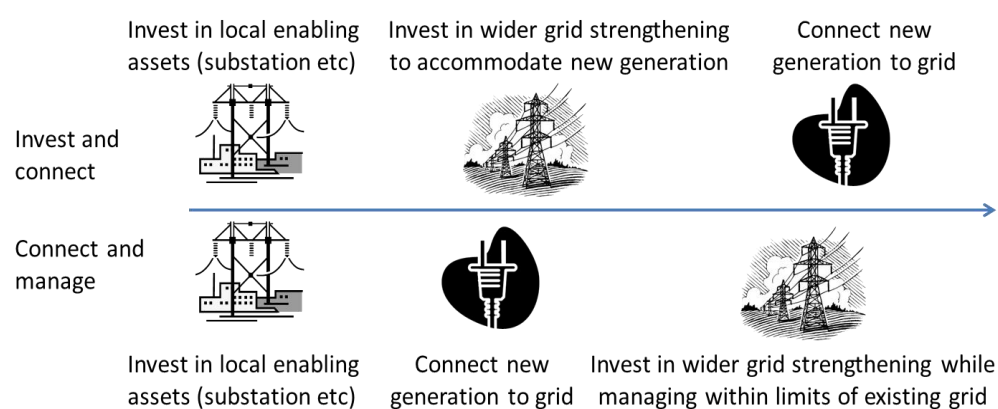 Invest in local enabling
assets (substation etc)
Invest in wider grid strengthening
to accommodate new generation
Connect new
generation to grid
Invest and
connect
Connect and
manage
Invest in local enabling
assets (substation etc)
Connect new
generation to grid
Invest in wider grid strengthening while
managing within limits of existing grid